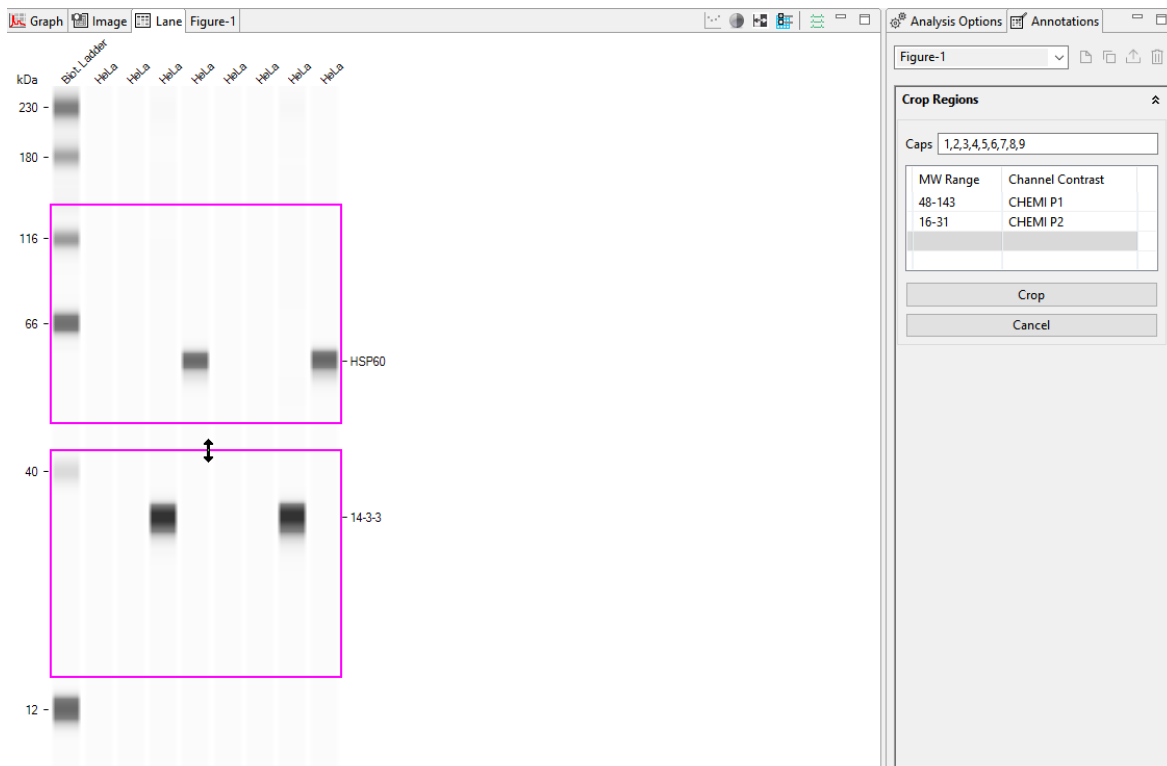 Graph Image Lane Figure-1
kDa Biot. Ladder HeLa HeLa HeLa HeLa HeLa HeLa HeLa HeLa
230
180
116
66
HSP60
40
14-3-3
12
Analysis Options Annotations
Figure-1
Crop Regions
Caps 1,2,3,4,5,6,7,8,9
MW Range Channel Contrast
48-143 CHEMI P1
16-31 CHEMI P2
Crop
Cancel